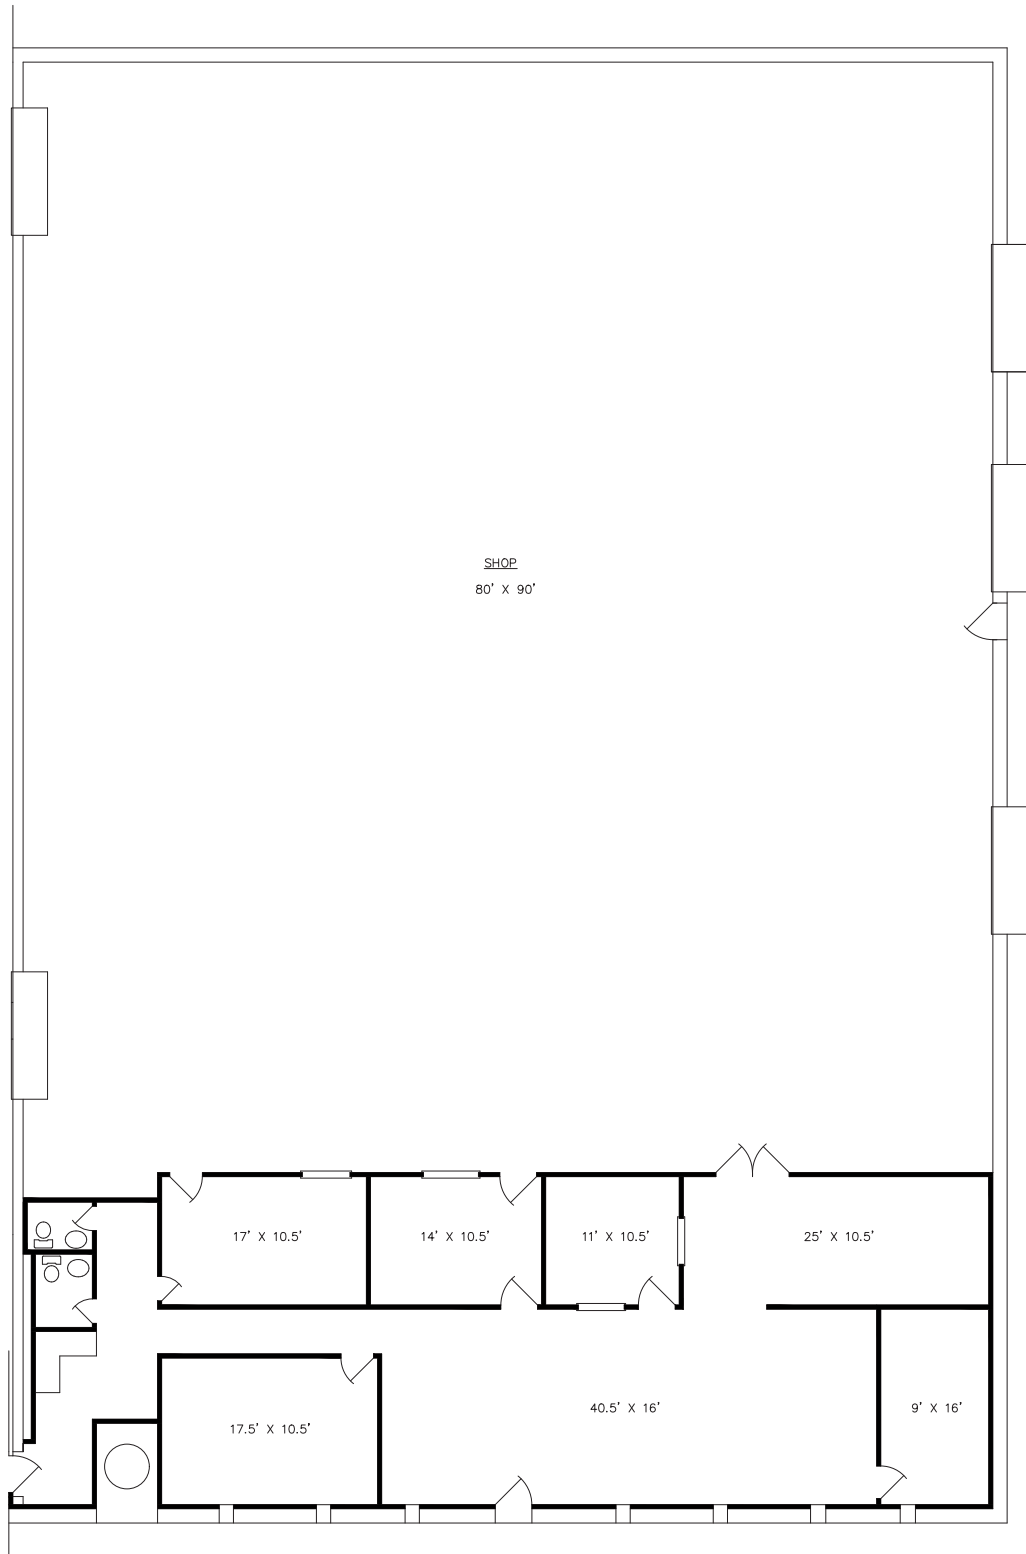 SHOP
80' X 90'
17' X 10.5'
14' X 10.5'
11' X 10.5'
25' X 10.5'
40.5' X 16'
9' X 16'
17.5' X 10.5'